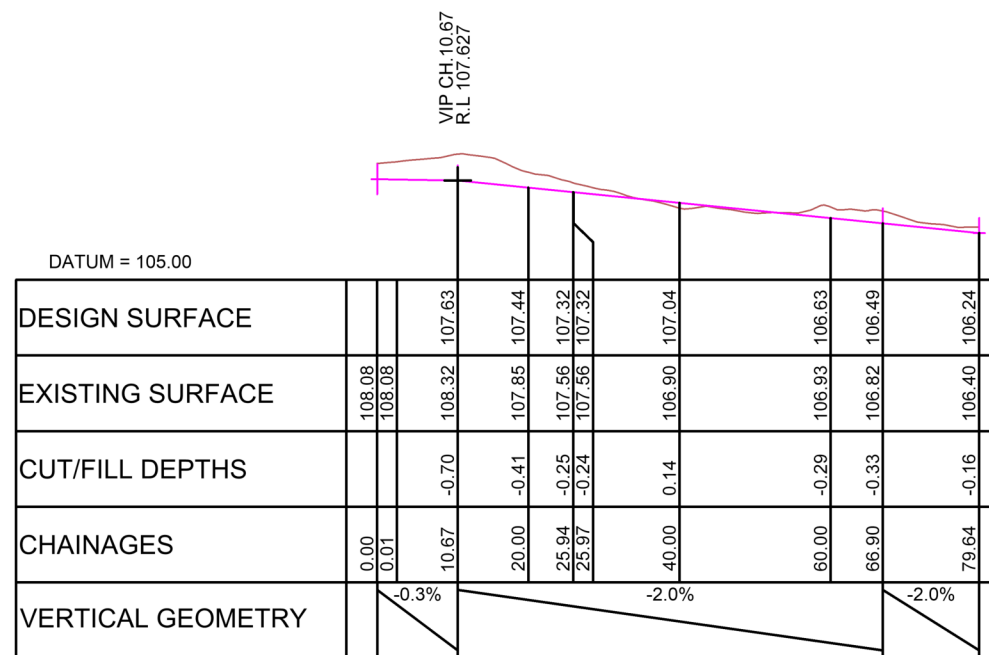 VIP CH.10.67
R.L 107.627
DATUM = 105.00
DESIGN SURFACE 107.63 107.44 107.32 107.32 107.04 106.63 106.49 106.24
EXISTING SURFACE 108.08 108.08 108.32 107.85 107.56 107.56 106.90 106.93 106.82 106.40
CUT/FILL DEPTHS -0.70 -0.41 -0.25 -0.24 0.14 -0.29 -0.33 -0.16
CHAINAGES 0.00 0.01 10.67 20.00 25.94 25.97 40.00 60.00 66.90 79.64
VERTICAL GEOMETRY -0.3% -2.0% -2.0%